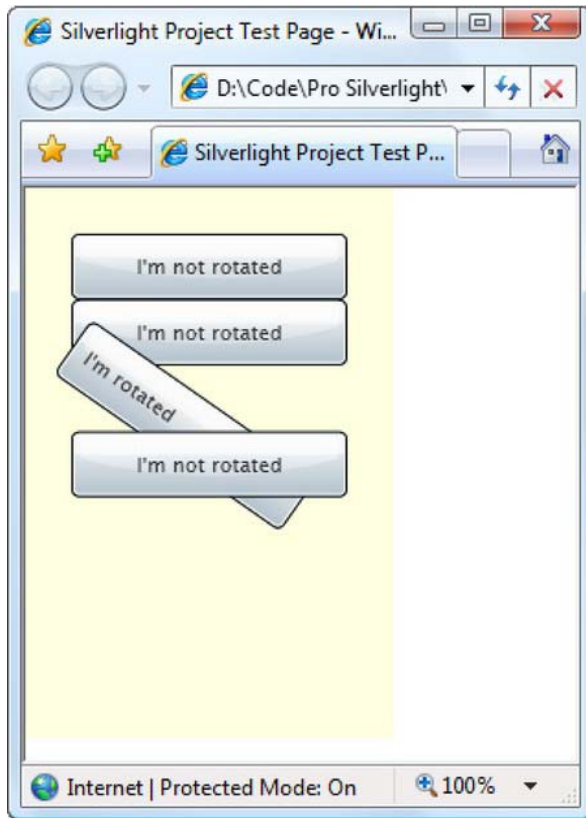 Silverlight Project Test Page - Wi...
D:\Code\Pro Silverlight\
Silverlight Project Test P...
I'm not rotated
I'm not rotated
I'm rotated
I'm not rotated
Internet | Protected Mode: On
100%